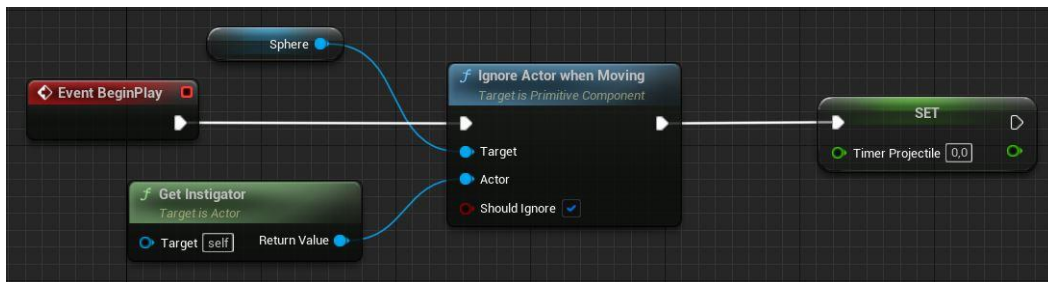 Sphere
Event BeginPlay
f Ignore Actor when Moving
Target is Primitive Component
SET
Target
Timer Projectile 0,0
Actor
f Get Instigator
Target is Actor
Should Ignore
Target self Return Value